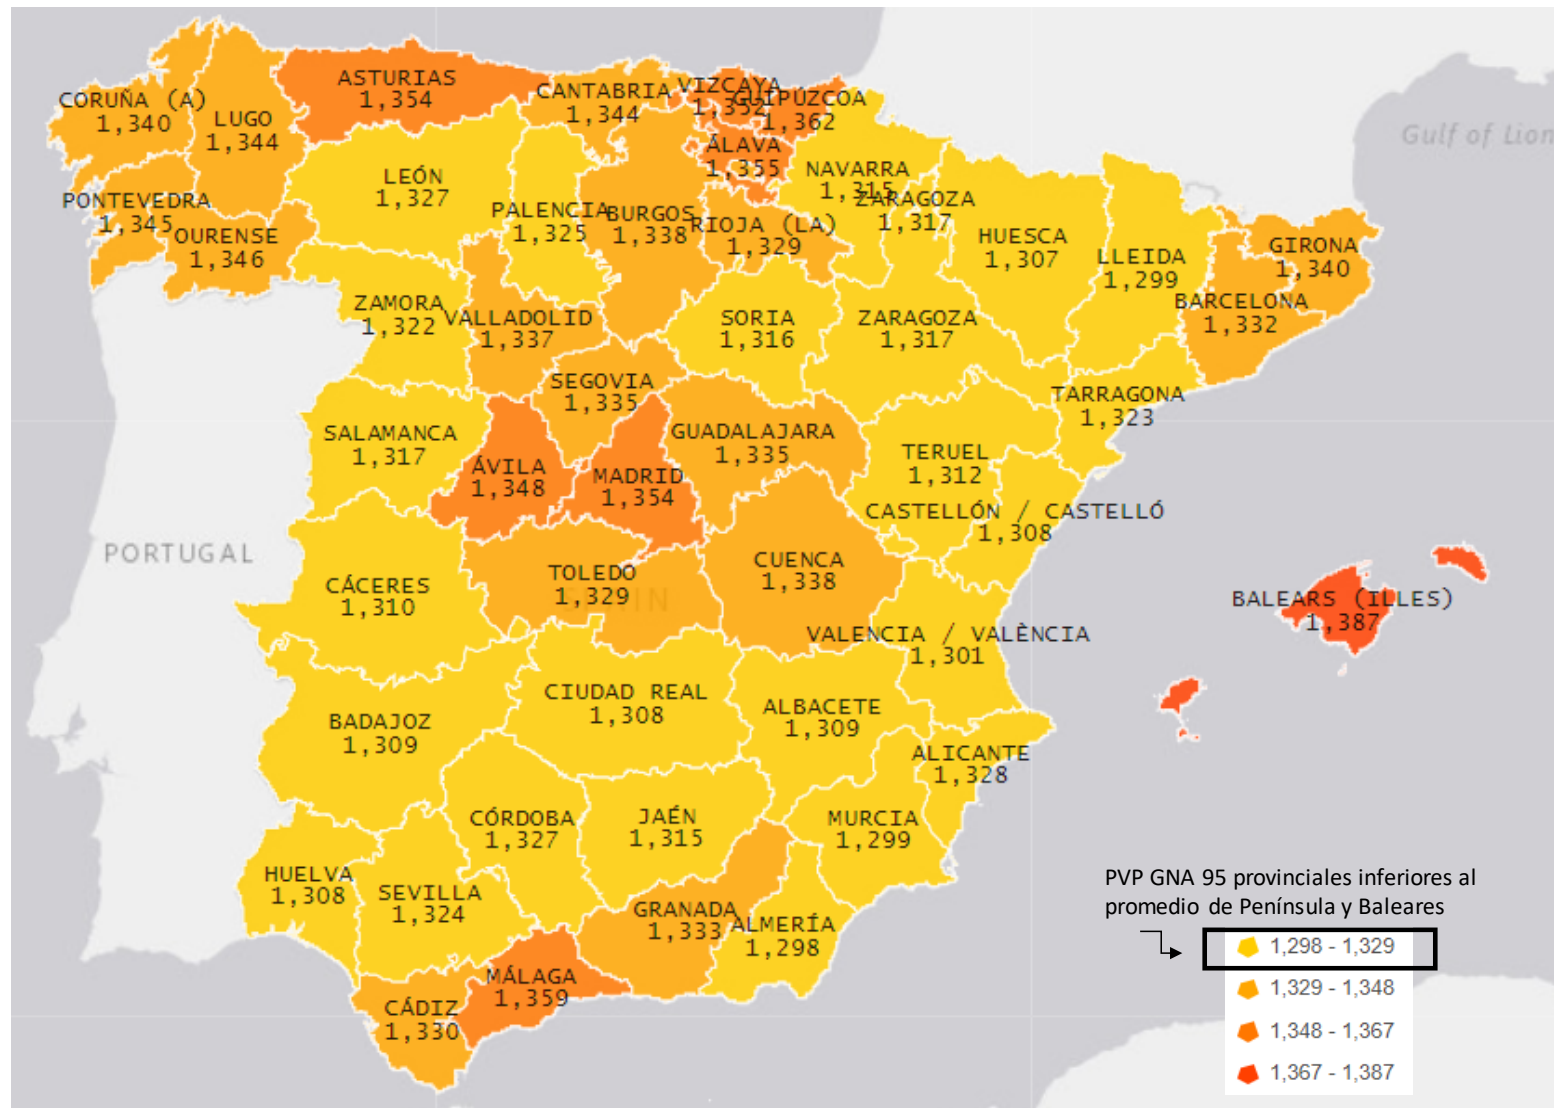 ASTURIAS
1,354
CANTABRIA
1,344
VIZCAYA
1,352
GUIPÚZCOA
1,362
CORUÑA (A)
1,340
LUGO
1,344
Gulf of Lion
ÁLAVA
1,355
LEÓN
1,327
NAVARRA
1,315
PONTEVEDRA
1,345
PALENCIA
1,325
BURGOS
1,338
RIOJA (LA)
1,329
ZARAGOZA
1,317
OURENSE
1,346
HUESCA
1,307
LLEIDA
1,299
GIRONA
1,340
BARCELONA
1,332
ZAMORA
1,322
VALLADOLID
1,337
SORIA
1,316
ZARAGOZA
1,317
SEGOVIA
1,335
TARRAGONA
1,323
SALAMANCA
1,317
GUADALAJARA
1,335
ÁVILA
1,348
MADRID
1,354
TERUEL
1,312
CASTELLÓN / CASTELLÓ
1,308
PORTUGAL
CÁCERES
1,310
TOLEDO
1,329
CUENCA
1,338
BALEARS (ILLES)
1,387
VALENCIA / VALÈNCIA
1,301
CIUDAD REAL
1,308
ALBACETE
1,309
BADAJOZ
1,309
ALICANTE
1,328
CÓRDOBA
1,327
JAÉN
1,315
MURCIA
1,299
HUELVA
1,308
SEVILLA
1,324
GRANADA
1,333
ALMERÍA
1,298
MÁLAGA
1,359
CÁDIZ
1,330
PVP GNA 95 provinciales inferiores al
promedio de Península y Baleares
1,298 - 1,329
1,329 - 1,348
1,348 - 1,367
1,367 - 1,387